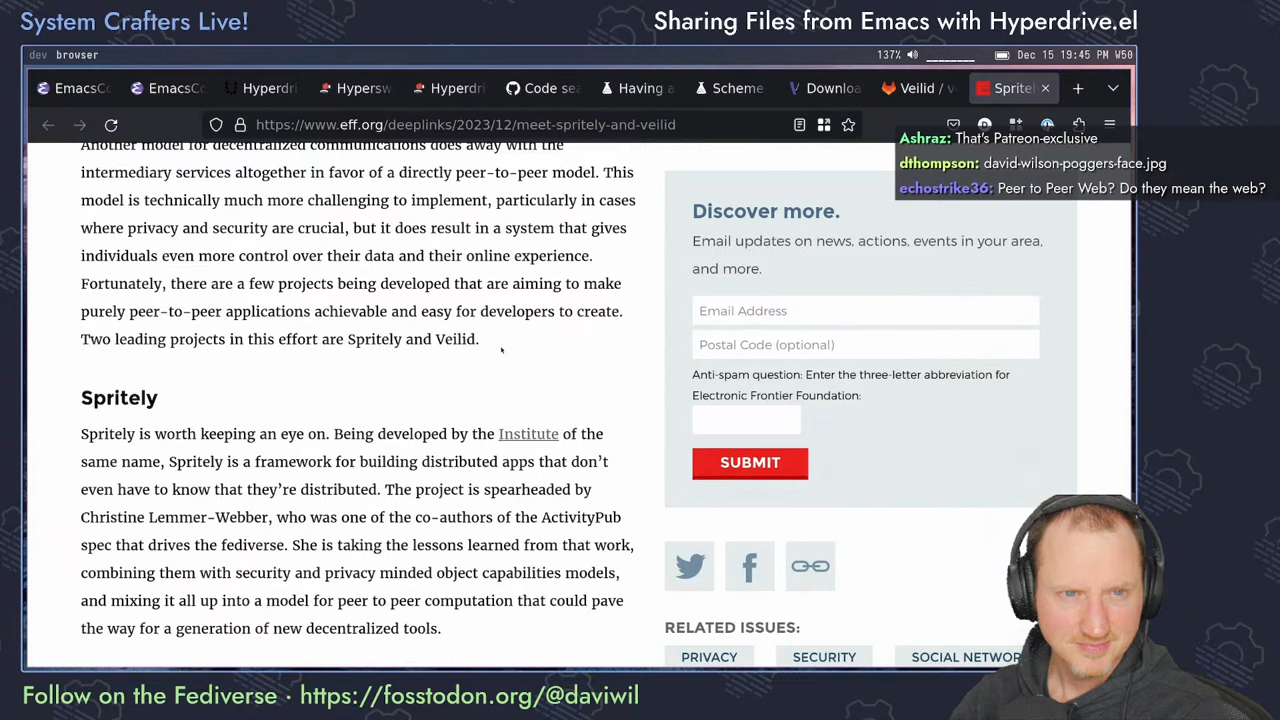 System Crafters Live!
Sharing Files from Emacs with Hyperdrive.el
dev browser
137%
Dec 15 19:45 PM W50
EmacsCo
EmacsCo
Hyperdri
Hypersw
Hyperdri
Code sea
Having a
Scheme
Downloa
Veilid / v
Spritel
https://www.eff.org/deeplinks/2023/12/meet-spritely-and-veilid
Ashraz: That's Patreon-exclusive
dthompson: david-wilson-poggers-face.jpg
echostrike36: Peer to Peer Web? Do they mean the web?
Another model for decentralized communications does away with the
intermediary services altogether in favor of a directly peer-to-peer model. This
model is technically much more challenging to implement, particularly in cases
where privacy and security are crucial, but it does result in a system that gives
individuals even more control over their data and their online experience.
Fortunately, there are a few projects being developed that are aiming to make
purely peer-to-peer applications achievable and easy for developers to create.
Two leading projects in this effort are Spritely and Veilid.
Spritely
Spritely is worth keeping an eye on. Being developed by the Institute of the
same name, Spritely is a framework for building distributed apps that don't
even have to know that they're distributed. The project is spearheaded by
Christine Lemmer-Webber, who was one of the co-authors of the ActivityPub
spec that drives the fediverse. She is taking the lessons learned from that work,
combining them with security and privacy minded object capabilities models,
and mixing it all up into a model for peer to peer computation that could pave
the way for a generation of new decentralized tools.
Discover more.
Email updates on news, actions, events in your area,
and more.
Email Address
Postal Code (optional)
Anti-spam question: Enter the three-letter abbreviation for
Electronic Frontier Foundation:
SUBMIT
RELATED ISSUES:
PRIVACY
SECURITY
SOCIAL NETWOR
Follow on the Fediverse · https://fosstodon.org/@daviwil